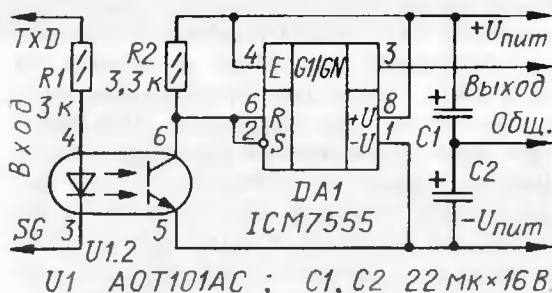 TxD
R1
3 к
4
Вход
SG
3
U1.2
R2
3,3 к
6
5
4
E
G1/GN
3
6
R
2
S
+U
8
-U
1
DA1
ICM7555
+Uпит
Выход
Общ.
C1
+
C2
+
-Uпит
U1 АОТ101АС ; C1, C2 22 мк×16 В.